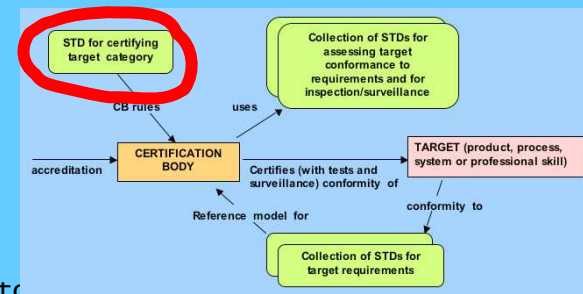 STD for certifying
target category
Collection of STDs for
assessing target
conformance to
requirements and for
inspection/surveillance
CB rules
uses
CERTIFICATION
BODY
TARGET (product, process,
system or professional skill)
accreditation
Certifies (with tests and
surveillance) conformity of
conformity to
Reference model for
Collection of STDs for
target requirements